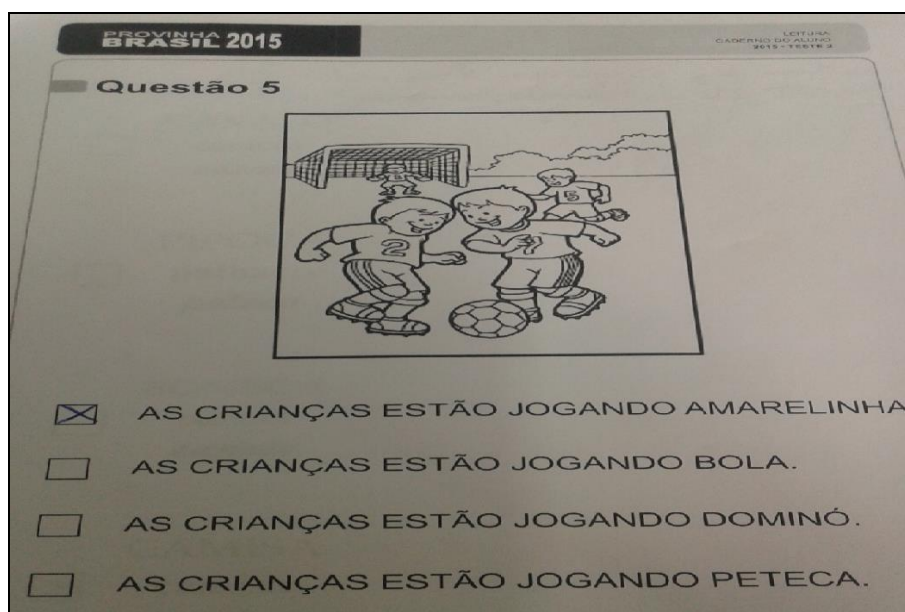 PROVINHA
BRASIL 2015
LEITURA
CADERNO DO ALUNO
2015 - TESTE 2
Questão 5
2
7
5
AS CRIANÇAS ESTÃO JOGANDO AMARELINHA
AS CRIANÇAS ESTÃO JOGANDO BOLA.
AS CRIANÇAS ESTÃO JOGANDO DOMINÓ.
AS CRIANÇAS ESTÃO JOGANDO PETECA.